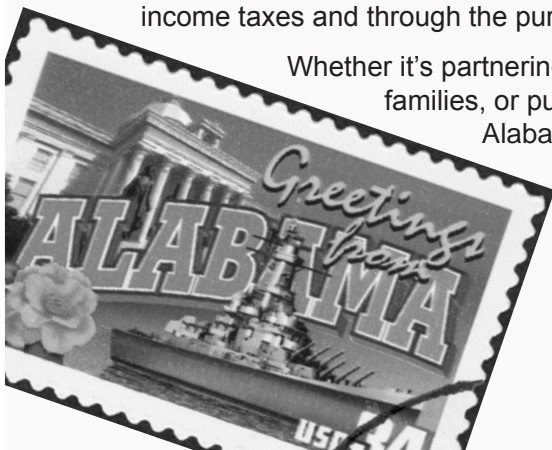 income taxes and through the pur
Whether it's partnering
families, or pu
Alaba
Greetings
from
ALABAMA
USA 34